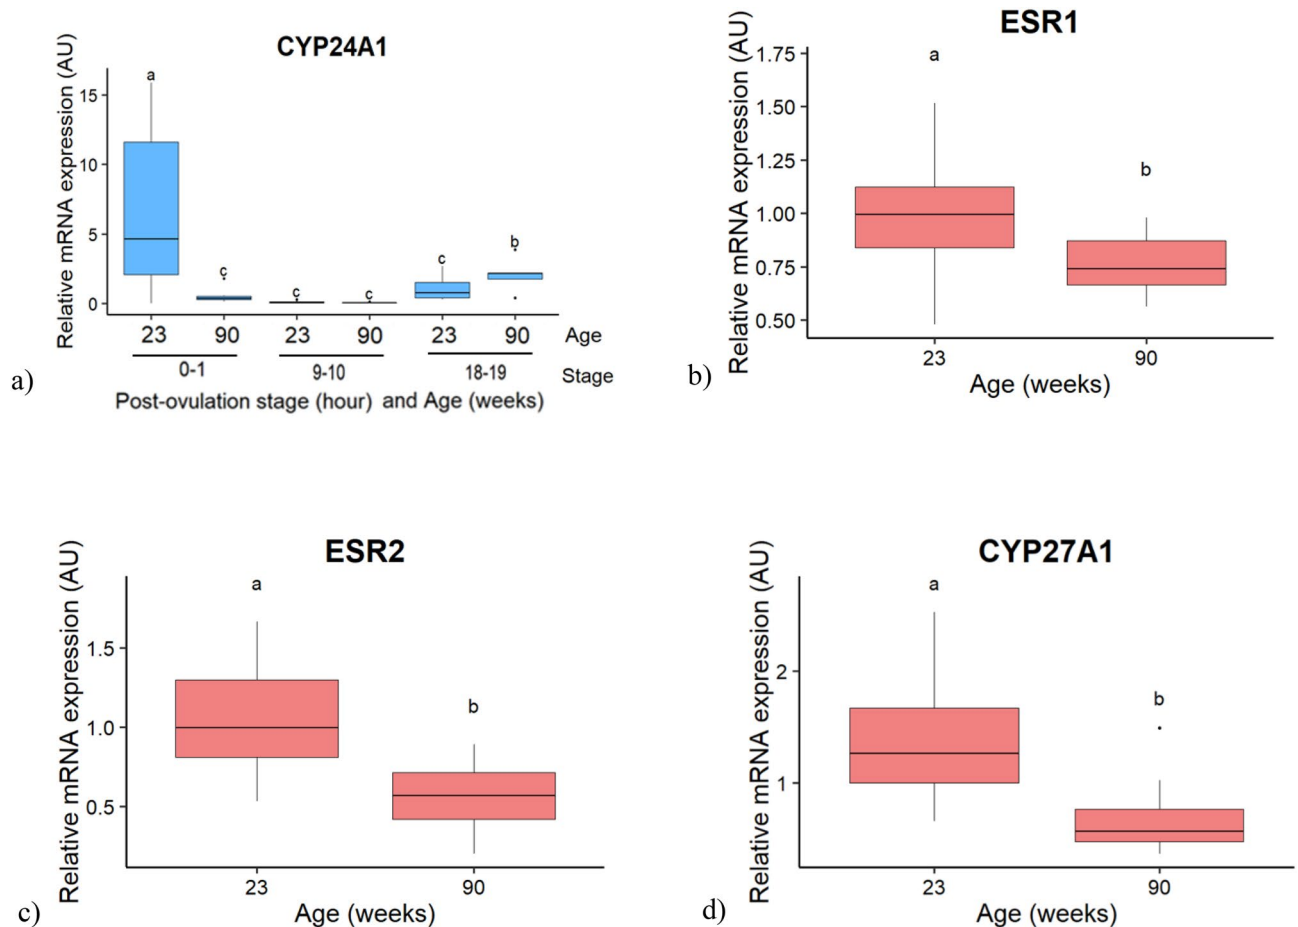 CYP24A1
Relative mRNA expression (AU)
15
10
5
0
a
c
c
c
c
b
23 90 23 90 23 90 Age
0-1 9-10 18-19 Stage
Post-ovulation stage (hour) and Age (weeks)
a)
ESR1
Relative mRNA expression (AU)
1.75
1.50
1.25
1.00
0.75
0.50
a
b
23 90
Age (weeks)
b)
ESR2
Relative mRNA expression (AU)
1.5
1.0
0.5
a
b
23 90
Age (weeks)
c)
CYP27A1
Relative mRNA expression (AU)
2
1
a
b
23 90
Age (weeks)
d)